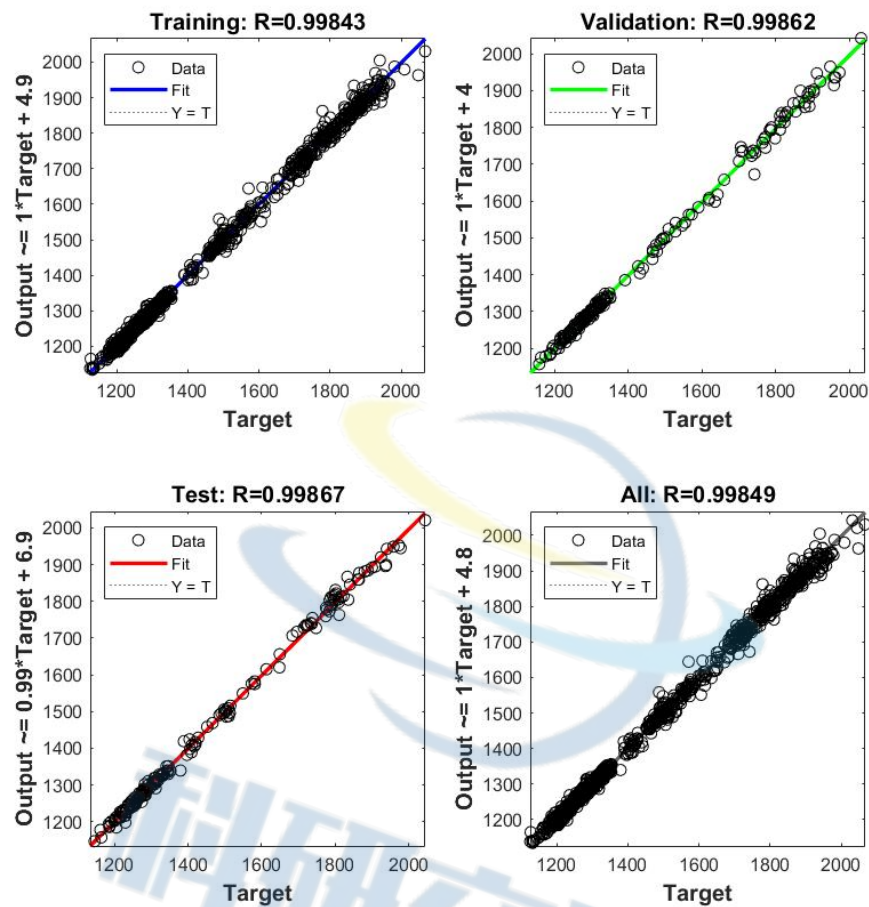 Training: R=0.99843
Output ~= 1*Target + 4.9
2000
1900
1800
1700
1600
1500
1400
1300
1200
Data
Fit
Y = T
1200 1400 1600 1800 2000
Target
Validation: R=0.99862
Output ~= 1*Target + 4
2000
1900
1800
1700
1600
1500
1400
1300
1200
Data
Fit
Y = T
1200 1400 1600 1800 2000
Target
Test: R=0.99867
Output ~= 0.99*Target + 6.9
2000
1900
1800
1700
1600
1500
1400
1300
1200
Data
Fit
Y = T
1200 1400 1600 1800 2000
Target
All: R=0.99849
Output ~= 1*Target + 4.8
2000
1900
1800
1700
1600
1500
1400
1300
1200
Data
Fit
Y = T
1200 1400 1600 1800 2000
Target
科研